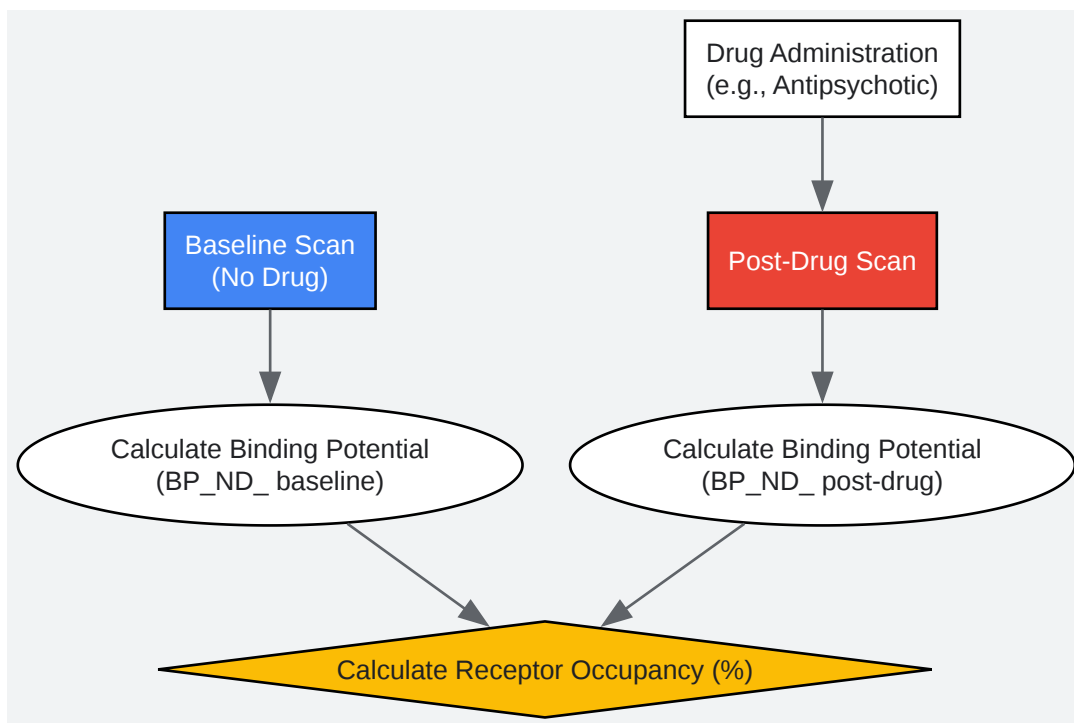 Drug Administration
(e.g., Antipsychotic)
Baseline Scan
(No Drug)
Post-Drug Scan
Calculate Binding Potential
(BP_ND_ baseline)
Calculate Binding Potential
(BP_ND_ post-drug)
Calculate Receptor Occupancy (%)